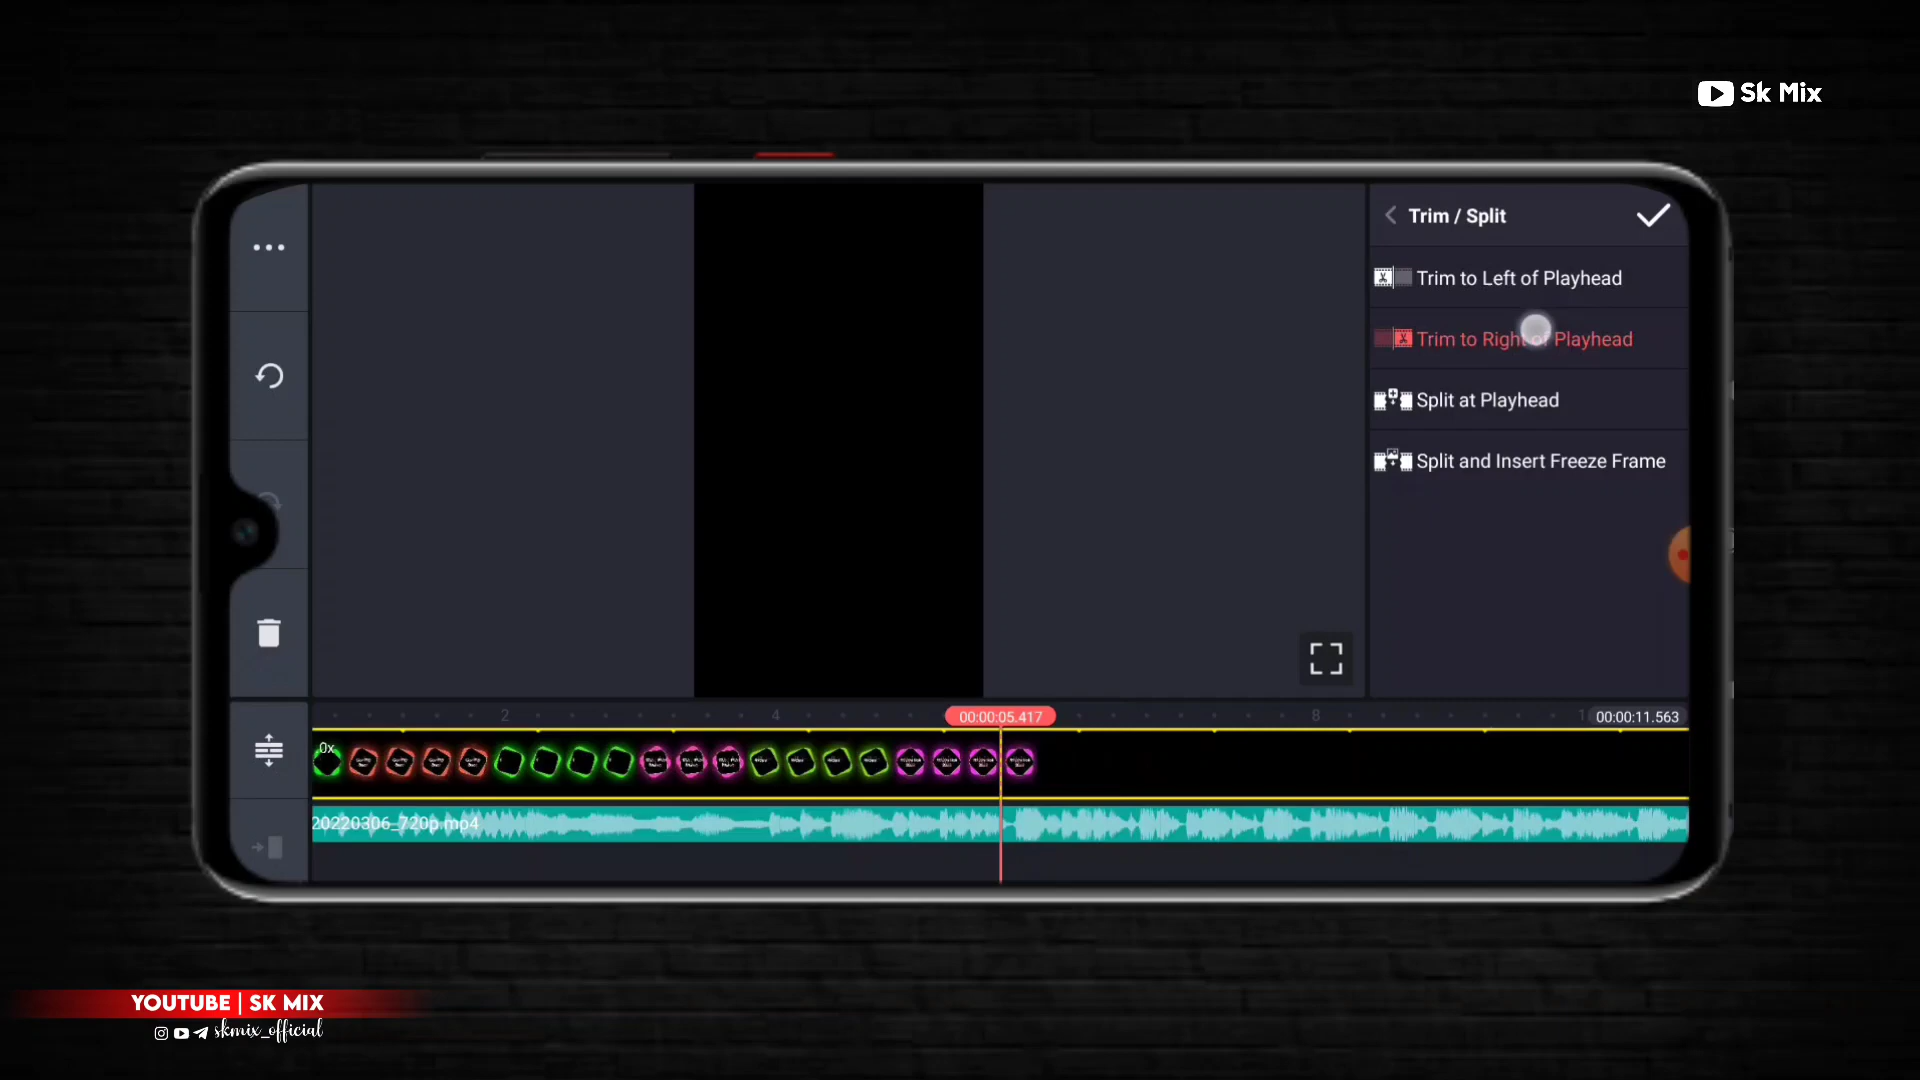 Sk Mix
Trim / Split
Trim to Left of Playhead
Trim to Right of Playhead
Split at Playhead
Split and Insert Freeze Frame
2
4
00:00:05.417
8
1
00:00:11.563
0x
20220306_720p.mp4
YOUTUBE | SK MIX
skmix_official